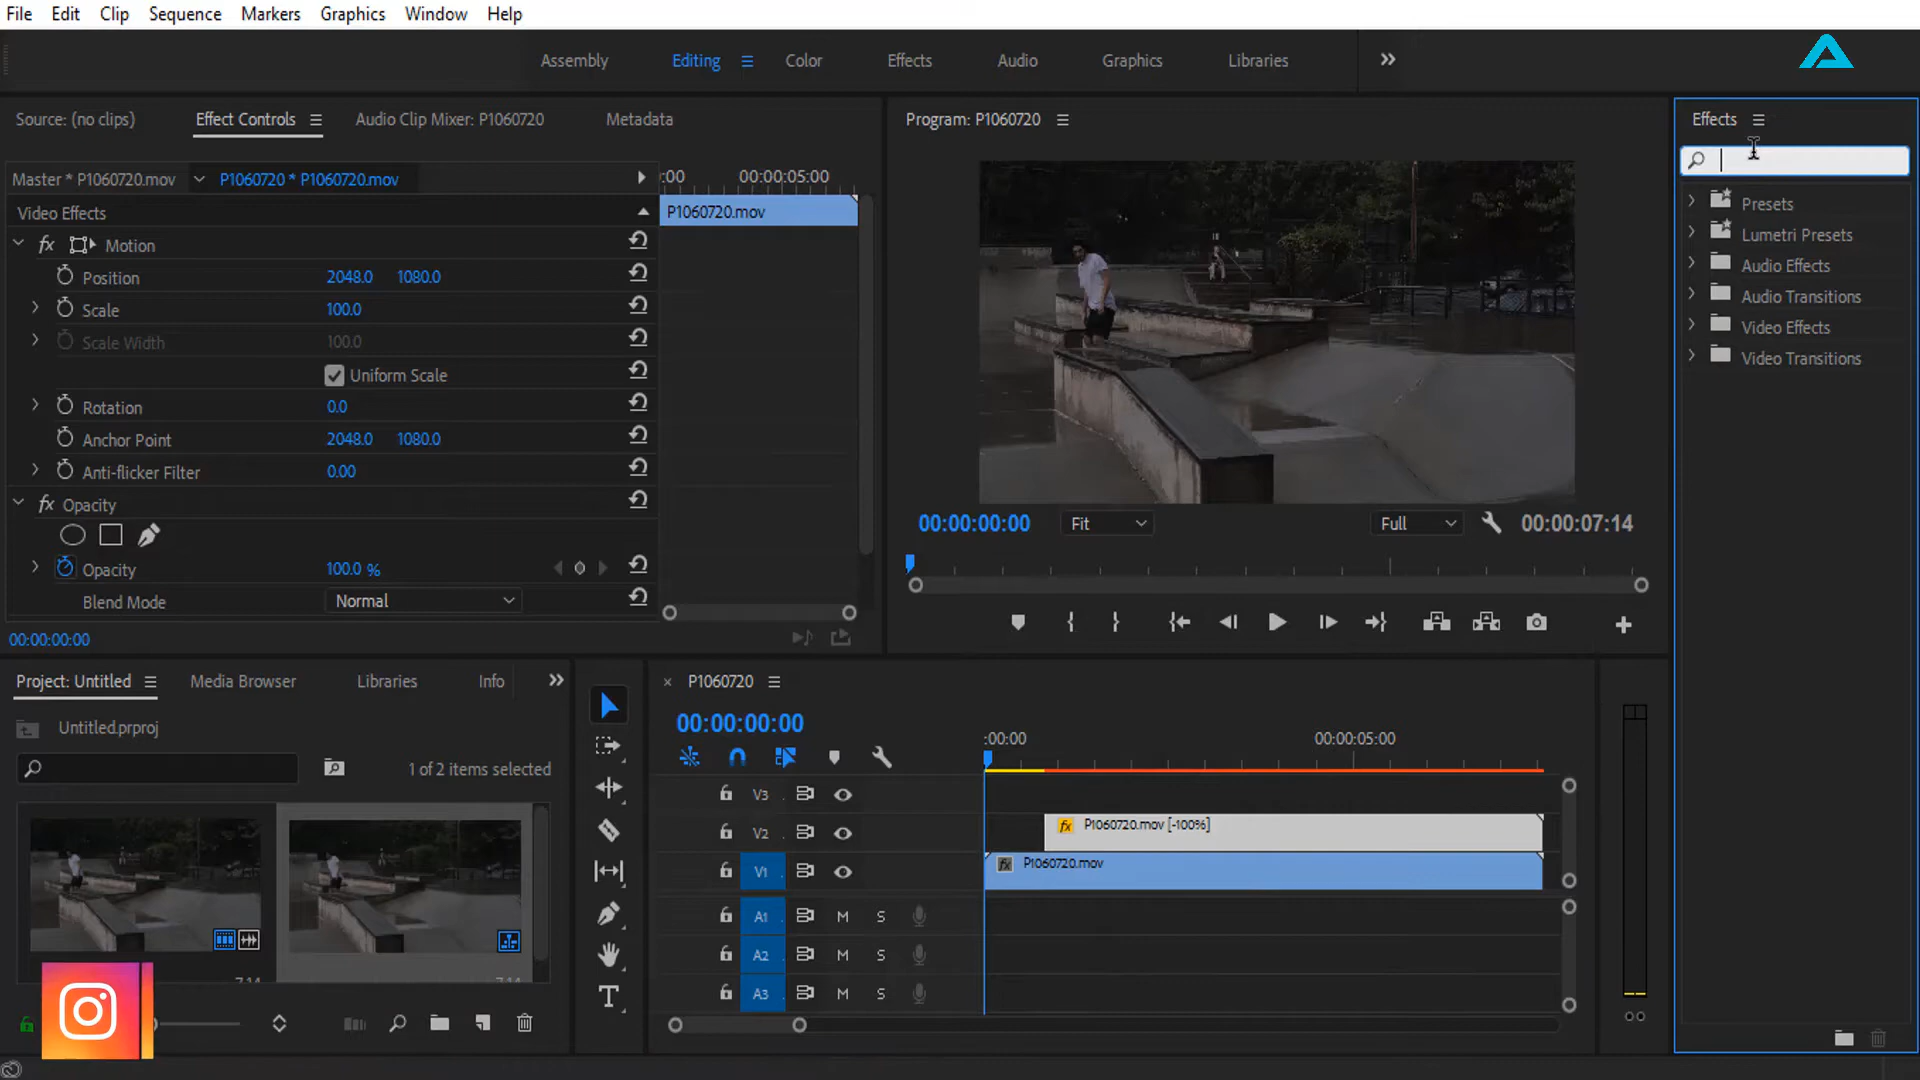 File Edit Clip Sequence Markers Graphics Window Help
Assembly Editing Color Effects Audio Graphics Libraries
Source: (no clips) Effect Controls Audio Clip Mixer: P1060720 Metadata
Program: P1060720
Effects
Master * P1060720.mov P1060720 * P1060720.mov
:00 00:00:05:00
Video Effects
P1060720.mov
fx Motion
Position 2048.0 1080.0
Scale 100.0
Scale Width 100.0
Uniform Scale
Rotation 0.0
Anchor Point 2048.0 1080.0
Anti-flicker Filter 0.00
fx Opacity
Opacity 100.0 %
Blend Mode Normal
00:00:00:00
00:00:00:00 Fit Full 00:00:07:14
Presets
Lumetri Presets
Audio Effects
Audio Transitions
Video Effects
Video Transitions
Project: Untitled Media Browser Libraries Info
Untitled.prproj
1 of 2 items selected
P1060720
00:00:00:00
:00:00 00:00:05:00
V3
V2 fx P1060720.mov [-100%]
V1 fx P1060720.mov
A1 M S
A2 M S
A3 M S
T